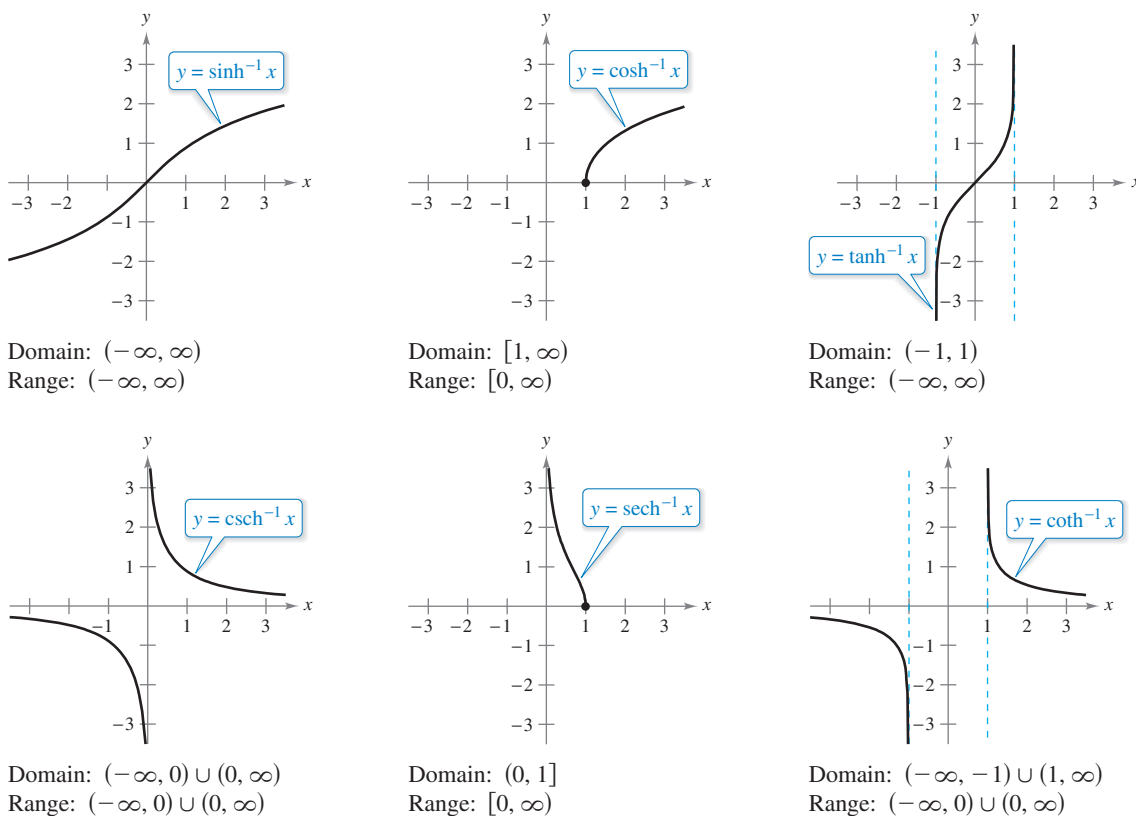 y
3
2
1
y = sinh⁻¹ x
x
−3 −2 1 2 3
−1
−2
−3
Domain: (−∞, ∞)
Range: (−∞, ∞)
y
3
2
1
y = cosh⁻¹ x
x
−3 −2 −1 1 2 3
−1
−2
−3
Domain: [1, ∞)
Range: [0, ∞)
y
3
2
1
x
−3 −2 −1 1 2 3
y = tanh⁻¹ x
−2
−3
Domain: (−1, 1)
Range: (−∞, ∞)
y
3
2
1
y = csch⁻¹ x
x
−1 1 2 3
−3
Domain: (−∞, 0) ∪ (0, ∞)
Range: (−∞, 0) ∪ (0, ∞)
y
3
2
1
y = sech⁻¹ x
x
−3 −2 −1 1 2 3
−1
−2
−3
Domain: (0, 1]
Range: [0, ∞)
y
3
2
1
y = coth⁻¹ x
x
1 2 3
−1
−2
−3
Domain: (−∞, −1) ∪ (1, ∞)
Range: (−∞, 0) ∪ (0, ∞)